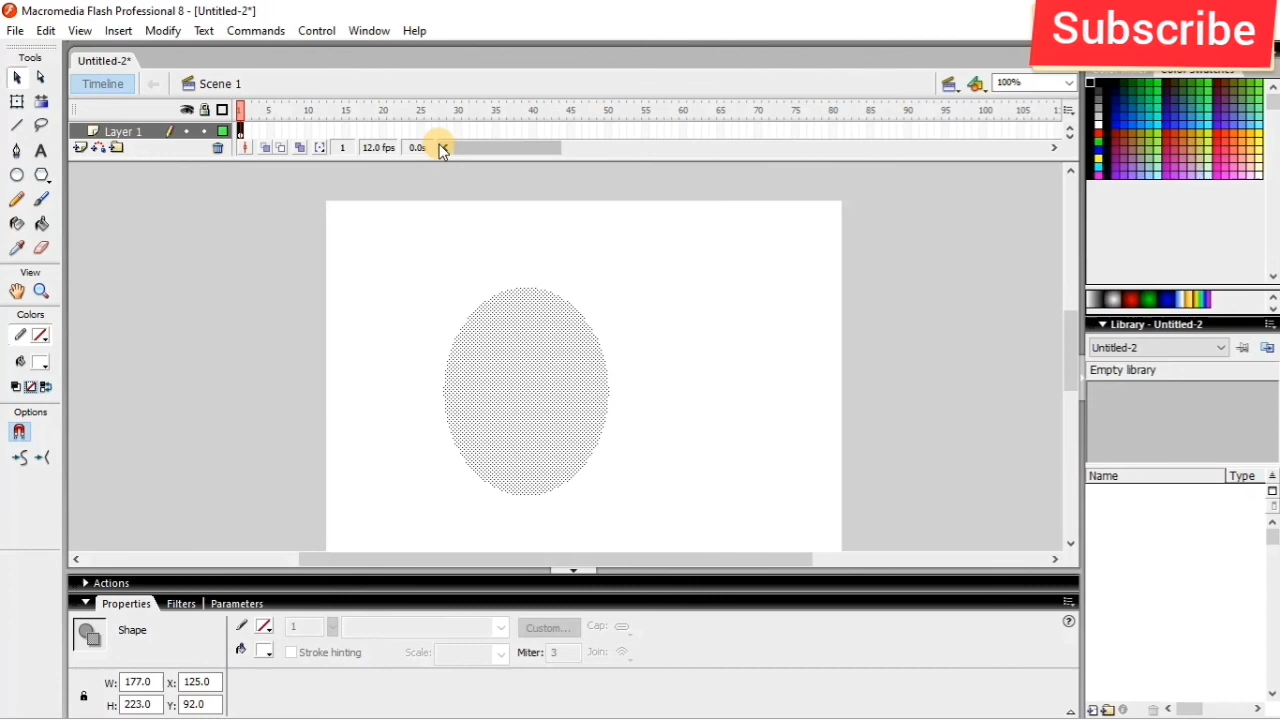 Macromedia Flash Professional 8 - [Untitled-2*]
Subscribe
File Edit View Insert Modify Text Commands Control Window Help
Tools
Untitled-2*
Timeline
Scene 1
100%
Color Swatches
5 10 15 20 25 30 35 40 45 50 55 60 65 70 75 80 85 90 95 100 105
Layer 1
1 12.0 fps
View
Colors
Options
Library - Untitled-2
Untitled-2
Empty library
Name Type
Actions
Properties Filters Parameters
Shape
1 Custom... Cap:
Stroke hinting Scale: Miter: 3 Join:
W: 177.0 X: 125.0
H: 223.0 Y: 92.0